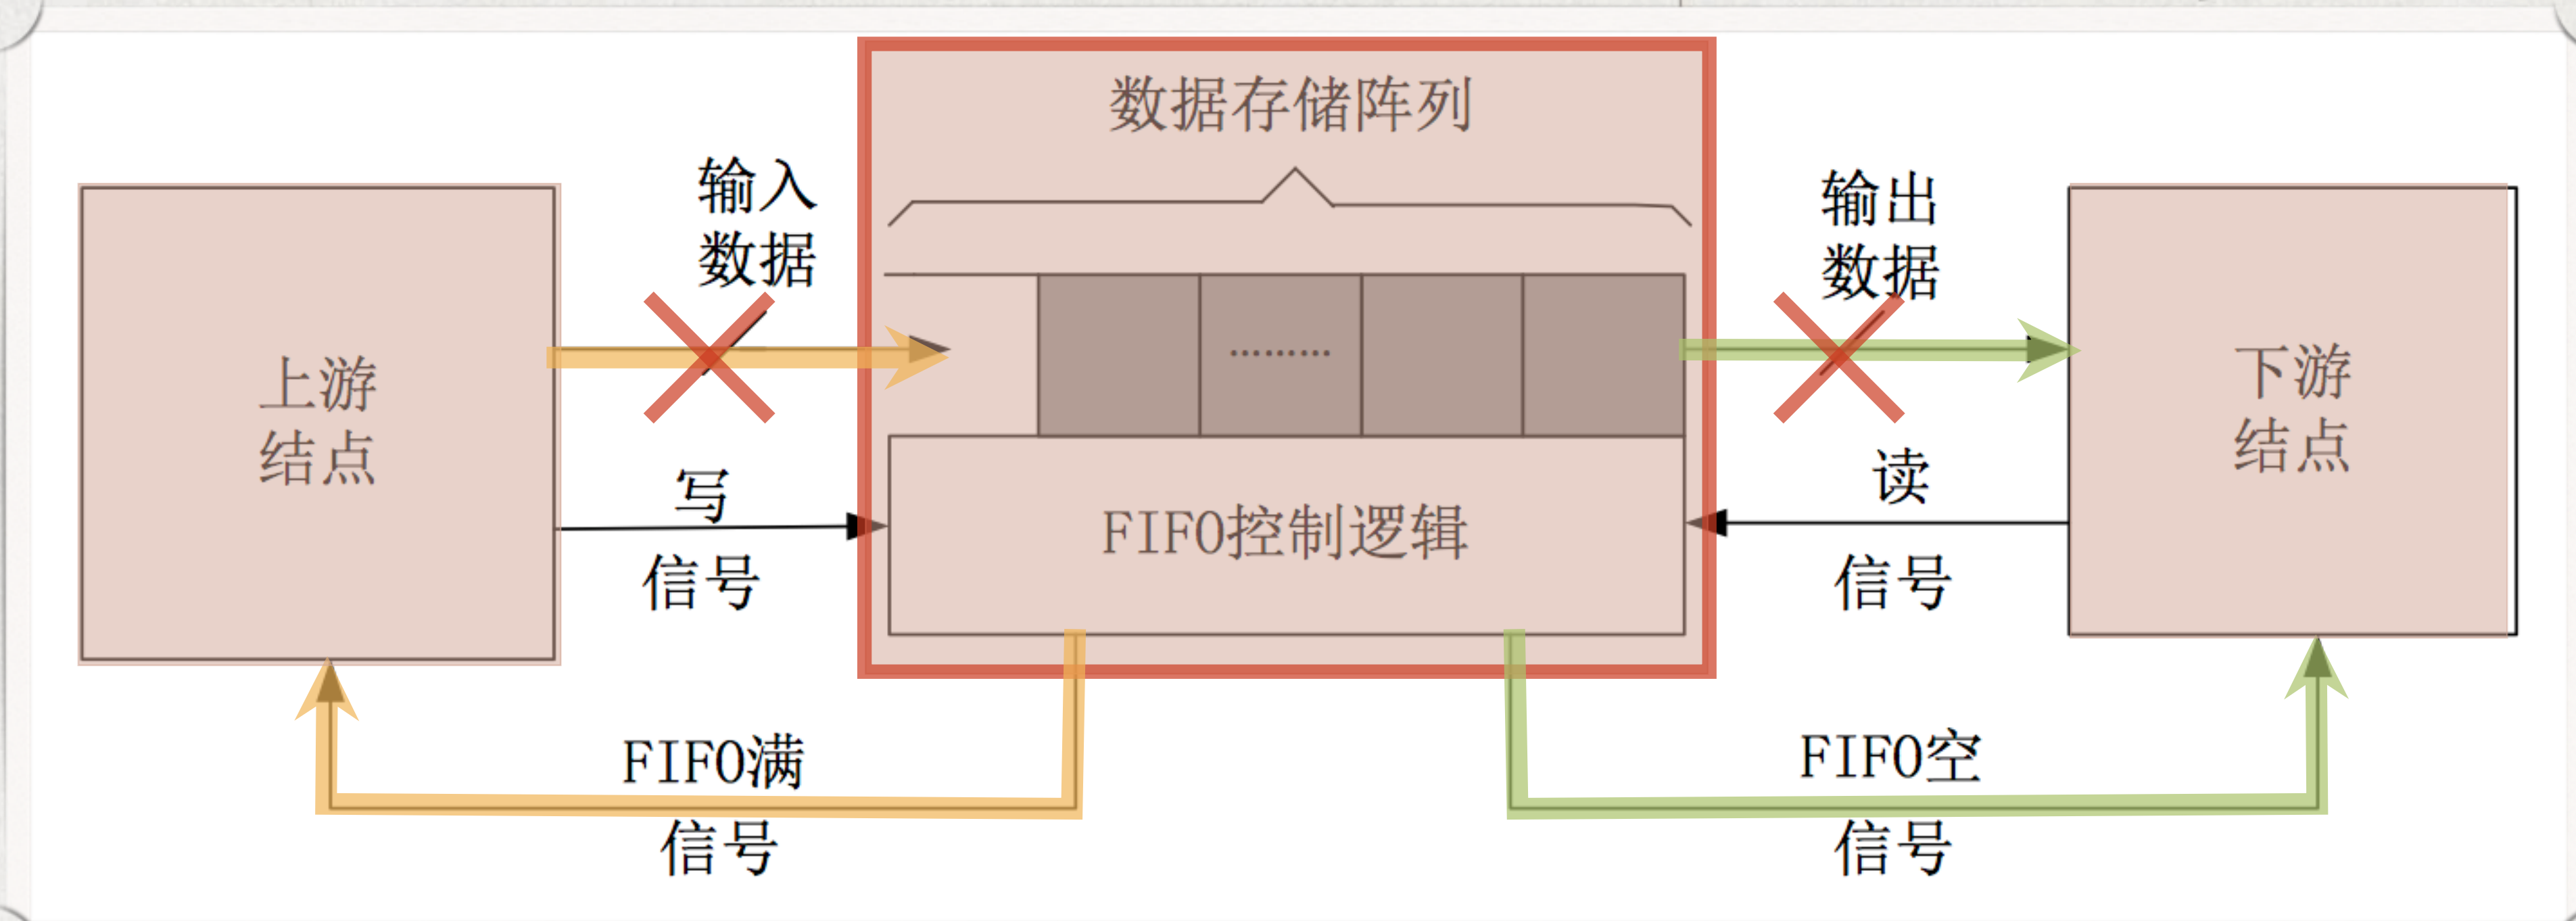 数据存储阵列
输入
数据
输出
数据
上游
结点
………
下游
结点
写
信号
FIFO控制逻辑
读
信号
FIFO满
信号
FIFO空
信号